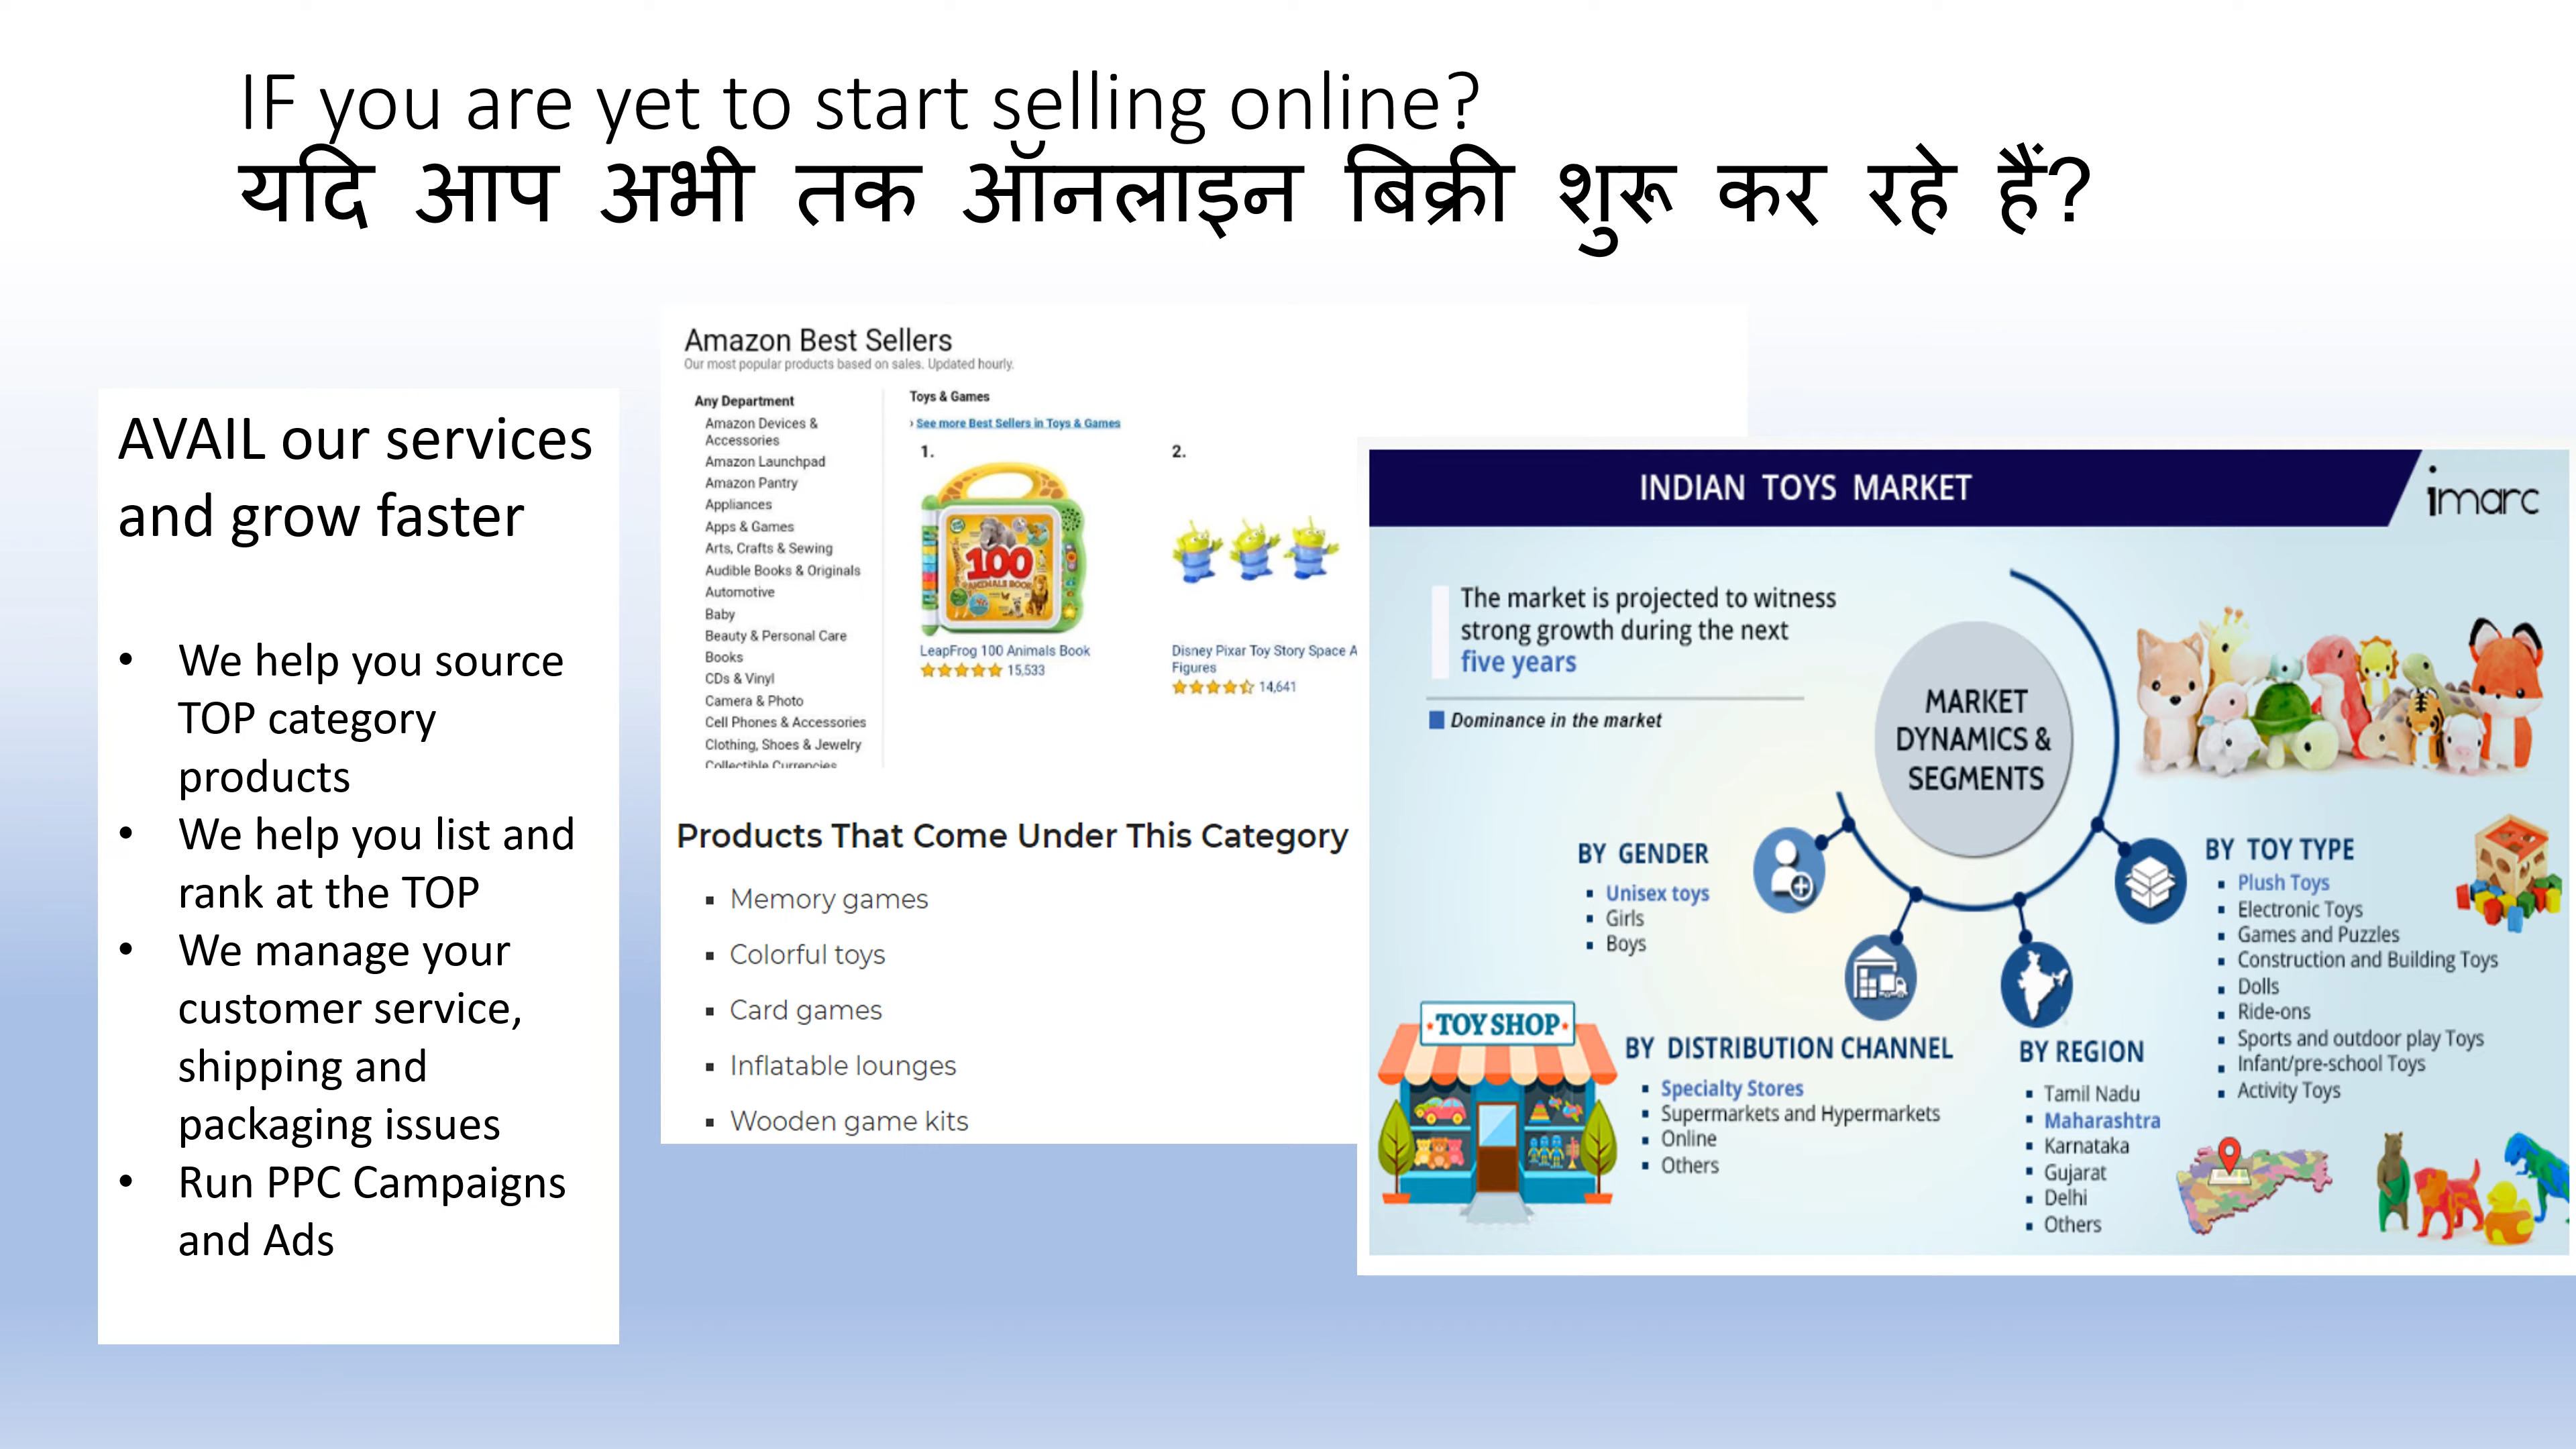 IF you are yet to start selling online?
यदि आप अभी तक ऑनलाइन बिक्री शुरू कर रहे हैं?
AVAIL our services
and grow faster
• We help you source
TOP category
products
• We help you list and
rank at the TOP
• We manage your
customer service,
shipping and
packaging issues
• Run PPC Campaigns
and Ads
Amazon Best Sellers
Our most popular products based on sales. Updated hourly.
Any Department
Amazon Devices &
Accessories
Amazon Launchpad
Amazon Pantry
Appliances
Apps & Games
Arts, Crafts & Sewing
Audible Books & Originals
Automotive
Baby
Beauty & Personal Care
Books
CDs & Vinyl
Camera & Photo
Cell Phones & Accessories
Clothing, Shoes & Jewelry
Collectible Currencies
Toys & Games
› See more Best Sellers in Toys & Games
1.
100
ANIMALS BOOK
LeapFrog 100 Animals Book
15,533
2.
Disney Pixar Toy Story Space A
Figures
14,641
Products That Come Under This Category
▪ Memory games
▪ Colorful toys
▪ Card games
▪ Inflatable lounges
▪ Wooden game kits
INDIAN TOYS MARKET
imarc
The market is projected to witness
strong growth during the next
five years
Dominance in the market
MARKET
DYNAMICS &
SEGMENTS
BY GENDER
▪ Unisex toys
▪ Girls
▪ Boys
TOY SHOP
BY DISTRIBUTION CHANNEL
▪ Specialty Stores
▪ Supermarkets and Hypermarkets
▪ Online
▪ Others
BY REGION
▪ Tamil Nadu
▪ Maharashtra
▪ Karnataka
▪ Gujarat
▪ Delhi
▪ Others
BY TOY TYPE
▪ Plush Toys
▪ Electronic Toys
▪ Games and Puzzles
▪ Construction and Building Toys
▪ Dolls
▪ Ride-ons
▪ Sports and outdoor play Toys
▪ Infant/pre-school Toys
▪ Activity Toys